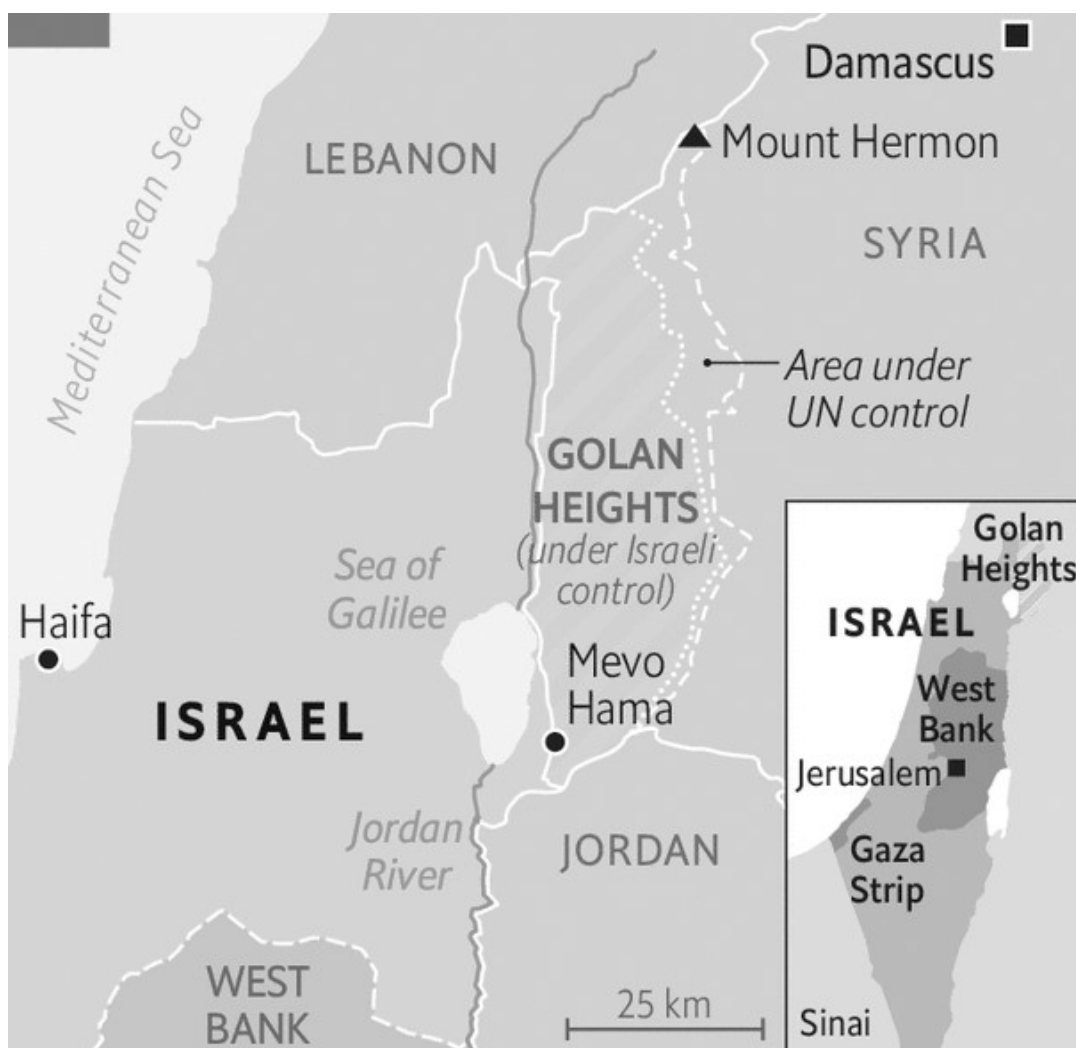 Damascus
Mount Hermon
LEBANON
Mediterranean Sea
SYRIA
Area under
UN control
GOLAN
HEIGHTS
(under Israeli
control)
Sea of
Galilee
Haifa
Mevo
Hama
ISRAEL
Jordan
River
JORDAN
WEST
BANK
25 km
Golan
Heights
ISRAEL
West
Bank
Jerusalem
Gaza
Strip
Sinai